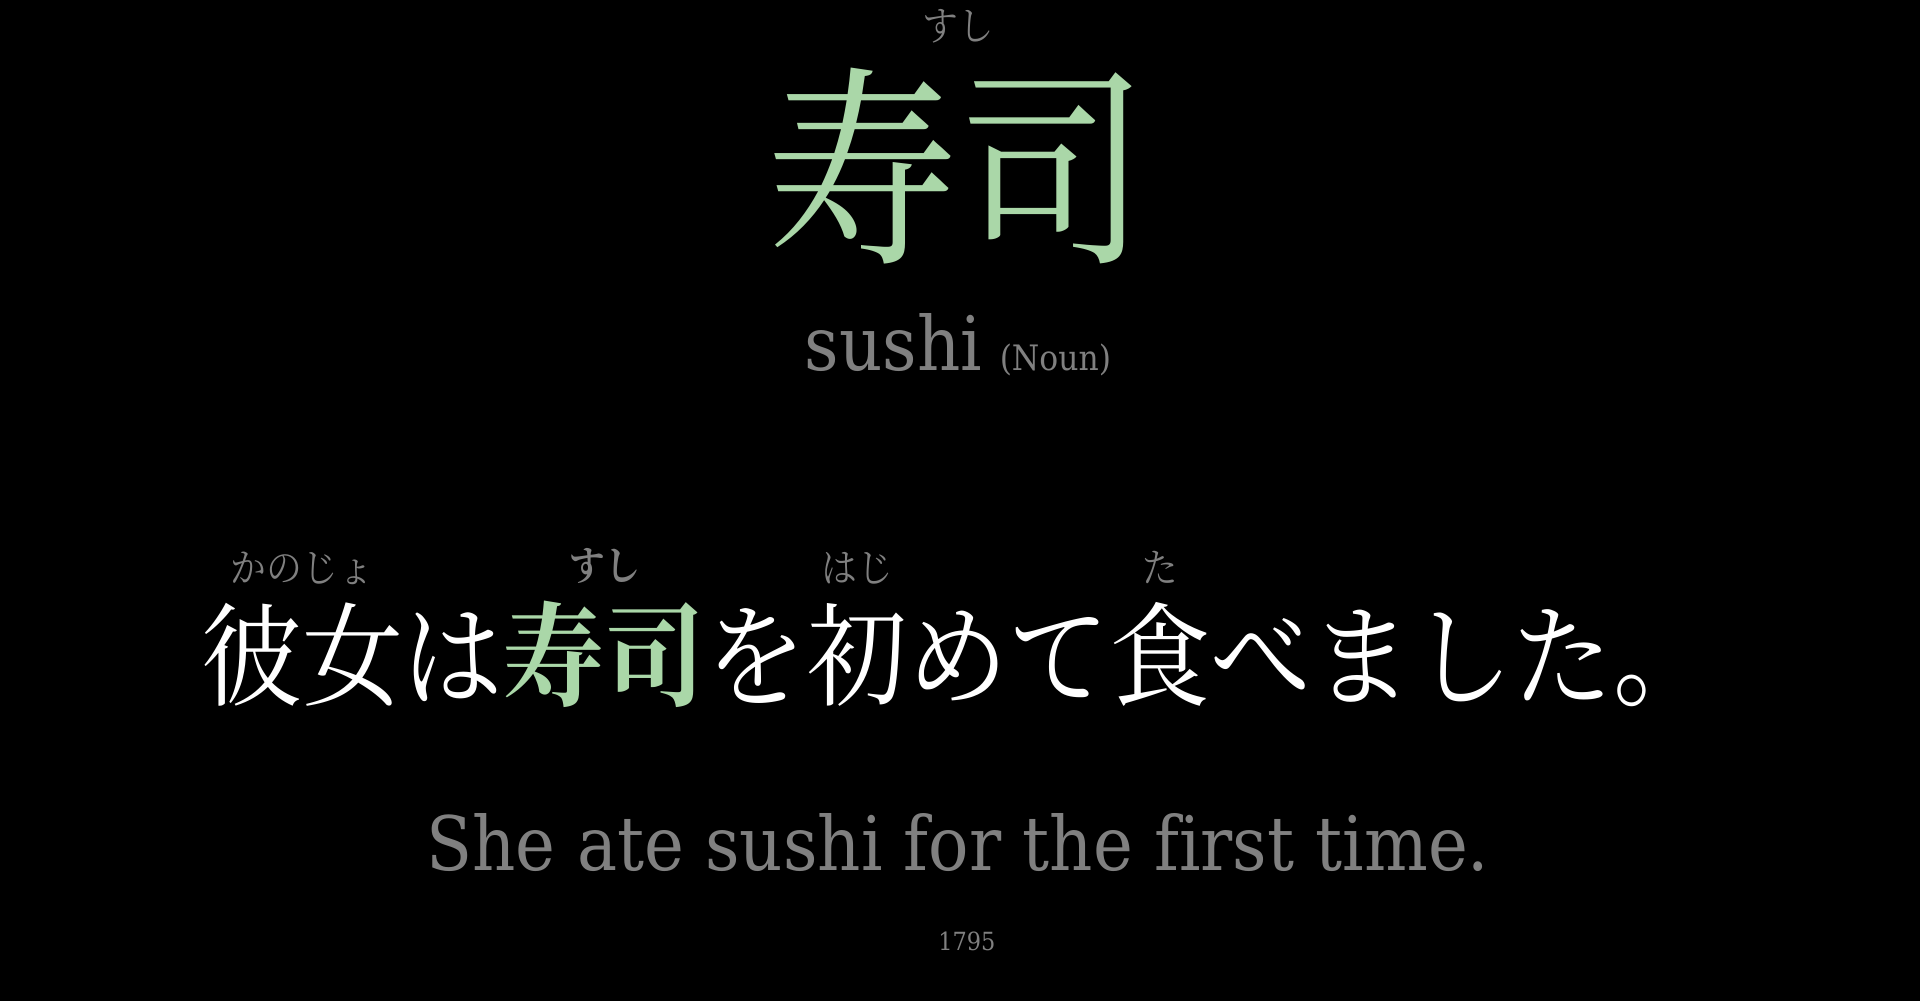 すし
寿司
sushi (Noun)
かのじょ すし はじ た
彼女は寿司を初めて食べました。
She ate sushi for the first time.
1795